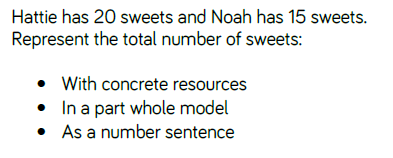 Hattie has 20 sweets and Noah has 15 sweets.
Represent the total number of sweets:
• With concrete resources
• In a part whole model
• As a number sentence